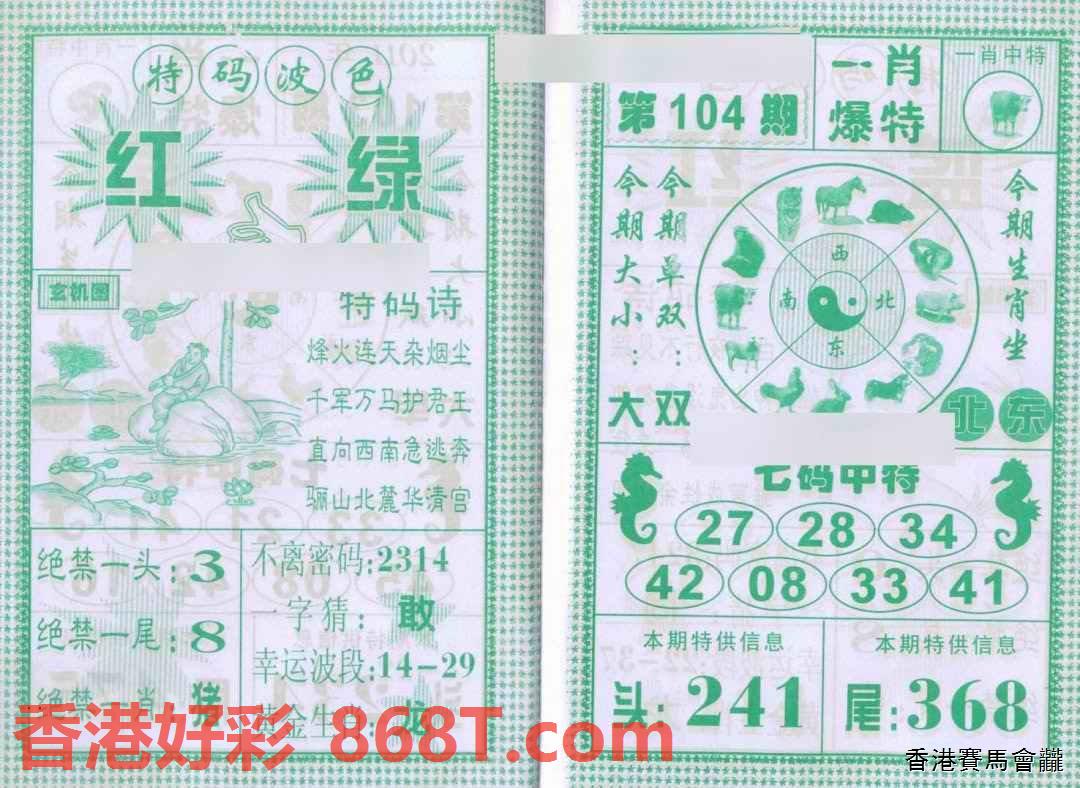 特码波色
红 绿
玄机图
特码诗
烽火连天杂烟尘
千军万马护君王
直向西南急逃奔
骊山北麓华清宫
绝禁一头:3
绝禁一尾:8
绝禁一肖 猪
不离密码:2314
一字猜:敢
幸运波段:14-29
香港好彩 868T.com
第104期
一肖
爆特
一肖中特
今期大小:大
今期单双:双
西
南 北
东
今期生肖坐
北东
七码中特
27 28 34
42 08 33 41
本期特供信息
头:241
本期特供信息
尾:368
香港賽馬會